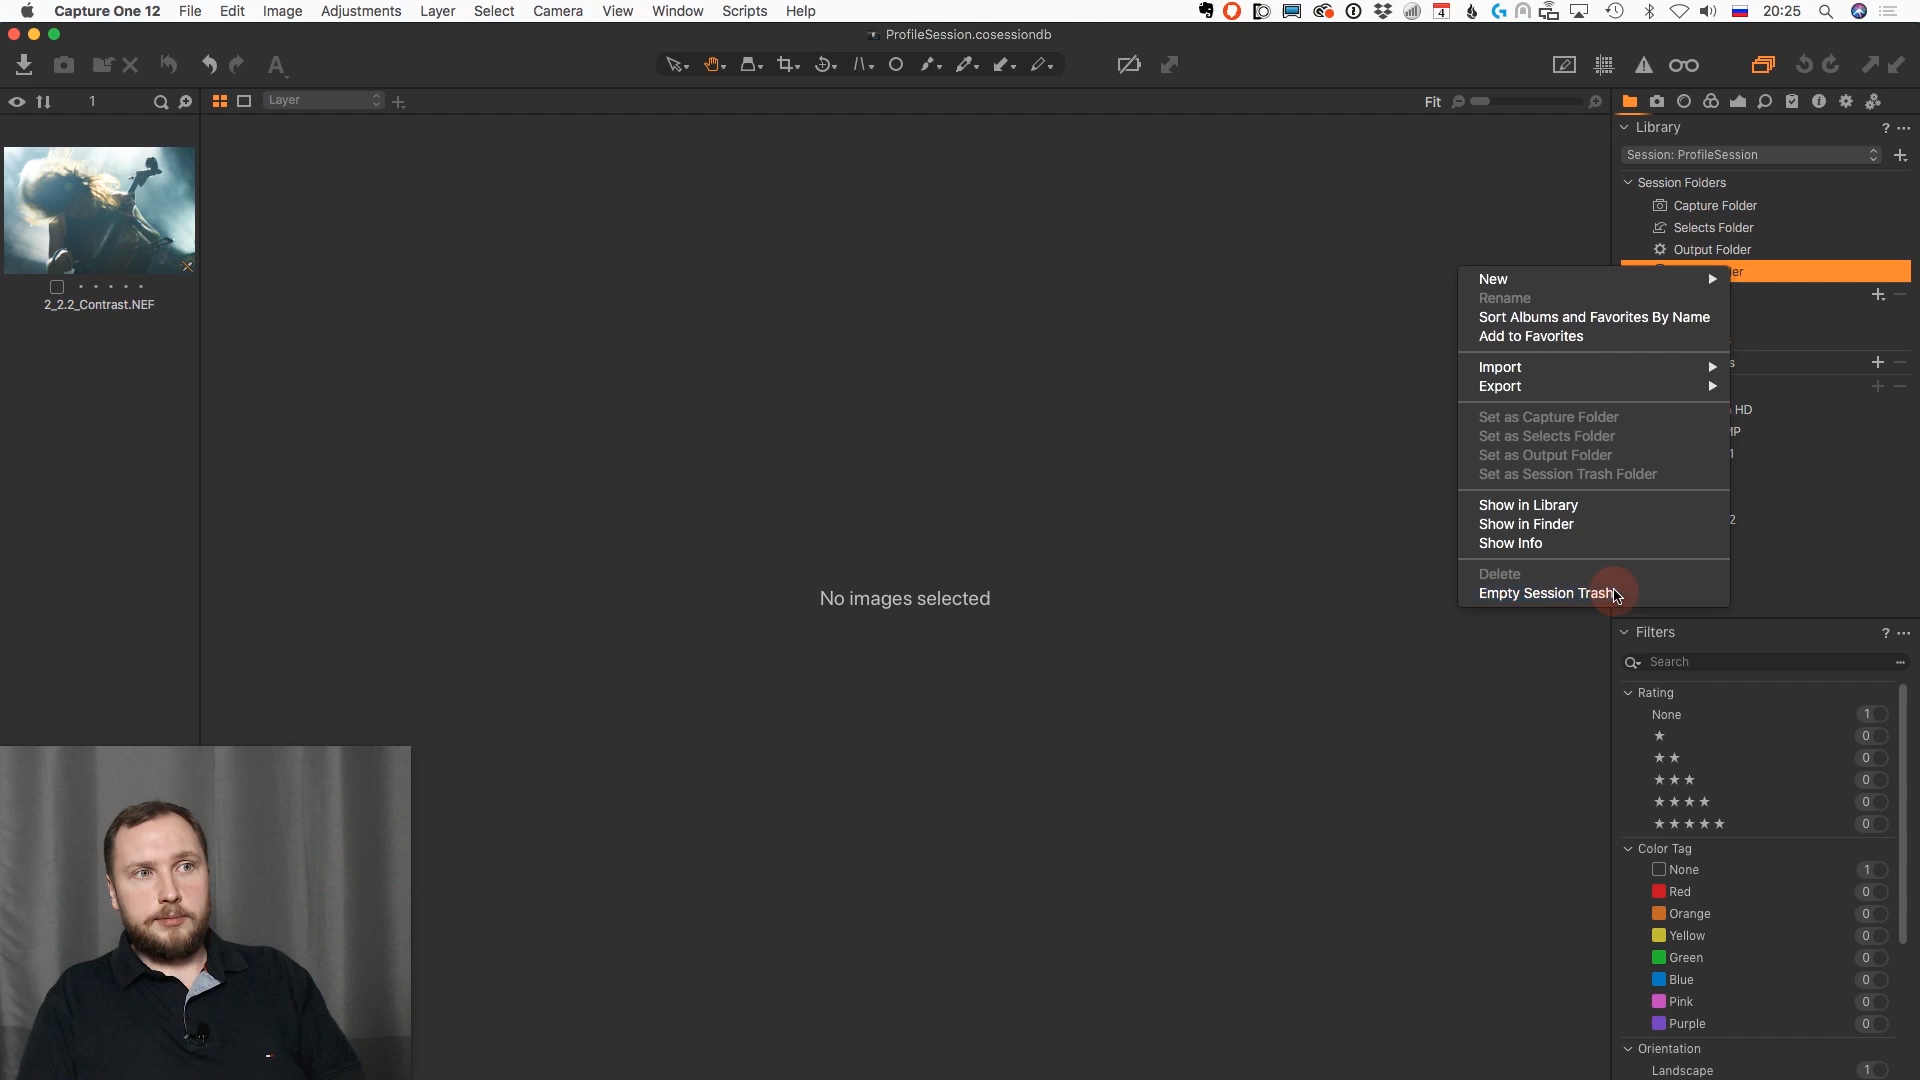 Capture One 12 File Edit Image Adjustments Layer Select Camera View Window Scripts Help 4 20:25
ProfileSession.cosessiondb
1 Layer Fit
Library ?
Session: ProfileSession
Session Folders
Capture Folder
Selects Folder
Output Folder
der
New
Rename
Sort Albums and Favorites By Name
Add to Favorites
Import
Export
Set as Capture Folder
Set as Selects Folder
Set as Output Folder
Set as Session Trash Folder
Show in Library
Show in Finder
Show Info
Delete
Empty Session Trash
s
HD
1
2
2_2.2_Contrast.NEF
No images selected
Filters ?
Search
Rating
None 1
★ 0
★★ 0
★★★ 0
★★★★ 0
★★★★★ 0
Color Tag
None 1
Red 0
Orange 0
Yellow 0
Green 0
Blue 0
Pink 0
Purple 0
Orientation
Landscape 1